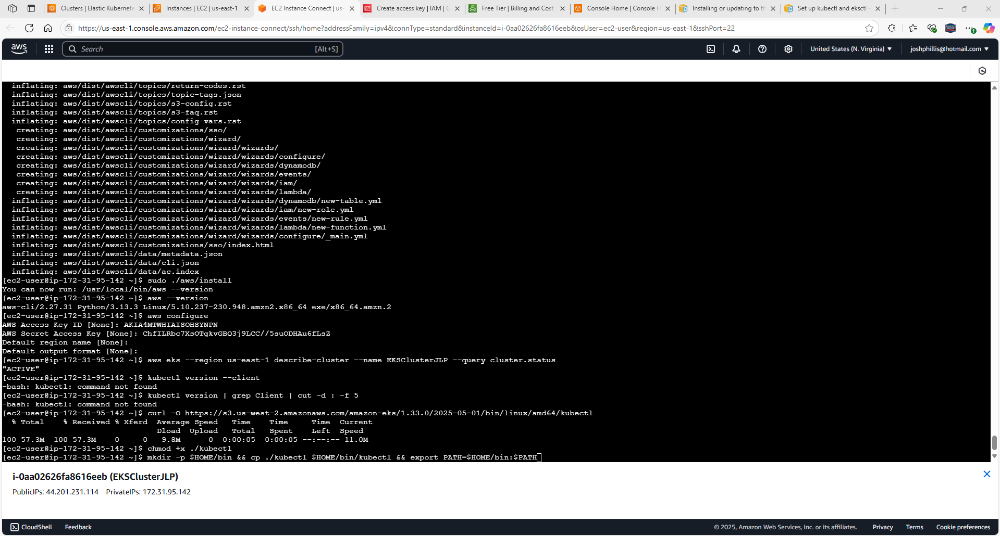 Clusters | Elastic Kubernete
Instances | EC2 | us-east-1
EC2 Instance Connect | us-
Create access key | IAM | G
Free Tier | Billing and Cost
Console Home | Console H
Installing or updating to th
Set up kubectl and eksctl -
https://us-east-1.console.aws.amazon.com/ec2-instance-connect/ssh/home?addressFamily=ipv4&connType=standard&instanceId=i-0aa02626fa8616eeb&osUser=ec2-user&region=us-east-1&sshPort=22
aws
Search
[Alt+S]
United States (N. Virginia)
joshphillis@hotmail.com
inflating: aws/dist/awscli/topics/return-codes.rst
inflating: aws/dist/awscli/topics/topic-tags.json
inflating: aws/dist/awscli/topics/s3-config.rst
inflating: aws/dist/awscli/topics/s3-faq.rst
inflating: aws/dist/awscli/topics/config-vars.rst
creating: aws/dist/awscli/customizations/sso/
creating: aws/dist/awscli/customizations/wizard/
creating: aws/dist/awscli/customizations/wizard/wizards/
creating: aws/dist/awscli/customizations/wizard/wizards/configure/
creating: aws/dist/awscli/customizations/wizard/wizards/dynamodb/
creating: aws/dist/awscli/customizations/wizard/wizards/events/
creating: aws/dist/awscli/customizations/wizard/wizards/iam/
creating: aws/dist/awscli/customizations/wizard/wizards/lambda/
inflating: aws/dist/awscli/customizations/wizard/wizards/dynamodb/new-table.yml
inflating: aws/dist/awscli/customizations/wizard/wizards/iam/new-role.yml
inflating: aws/dist/awscli/customizations/wizard/wizards/events/new-rule.yml
inflating: aws/dist/awscli/customizations/wizard/wizards/lambda/new-function.yml
inflating: aws/dist/awscli/customizations/wizard/wizards/configure/_main.yml
inflating: aws/dist/awscli/customizations/sso/index.html
inflating: aws/dist/awscli/data/metadata.json
inflating: aws/dist/awscli/data/cli.json
inflating: aws/dist/awscli/data/ac.index
[ec2-user@ip-172-31-95-142 ~]$ sudo ./aws/install
You can now run: /usr/local/bin/aws --version
[ec2-user@ip-172-31-95-142 ~]$ aws --version
aws-cli/2.27.31 Python/3.13.3 Linux/5.10.237-230.948.amzn2.x86_64 exe/x86_64.amzn.2
[ec2-user@ip-172-31-95-142 ~]$ aws configure
AWS Access Key ID [None]: AKIA4MTWHIAISOHSYNPN
AWS Secret Access Key [None]: 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
Default region name [None]:
Default output format [None]:
[ec2-user@ip-172-31-95-142 ~]$ aws eks --region us-east-1 describe-cluster --name EKSClusterJLP --query cluster.status
"ACTIVE"
[ec2-user@ip-172-31-95-142 ~]$ kubectl version --client
-bash: kubectl: command not found
[ec2-user@ip-172-31-95-142 ~]$ kubectl version | grep Client | cut -d : -f 5
-bash: kubectl: command not found
[ec2-user@ip-172-31-95-142 ~]$ curl -O https://s3.us-west-2.amazonaws.com/amazon-eks/1.33.0/2025-05-01/bin/linux/amd64/kubectl
% Total % Received % Xferd Average Speed Time Time Time Current
Dload Upload Total Spent Left Speed
100 57.3M 100 57.3M 0 0 9.8M 0 0:00:05 0:00:05 --:--:-- 11.0M
[ec2-user@ip-172-31-95-142 ~]$ chmod +x ./kubectl
[ec2-user@ip-172-31-95-142 ~]$ mkdir -p $HOME/bin && cp ./kubectl $HOME/bin/kubectl && export PATH=$HOME/bin:$PATH
i-0aa02626fa8616eeb (EKSClusterJLP)
PublicIPs: 44.201.231.114 PrivateIPs: 172.31.95.142
CloudShell
Feedback
© 2025, Amazon Web Services, Inc. or its affiliates.
Privacy
Terms
Cookie preferences